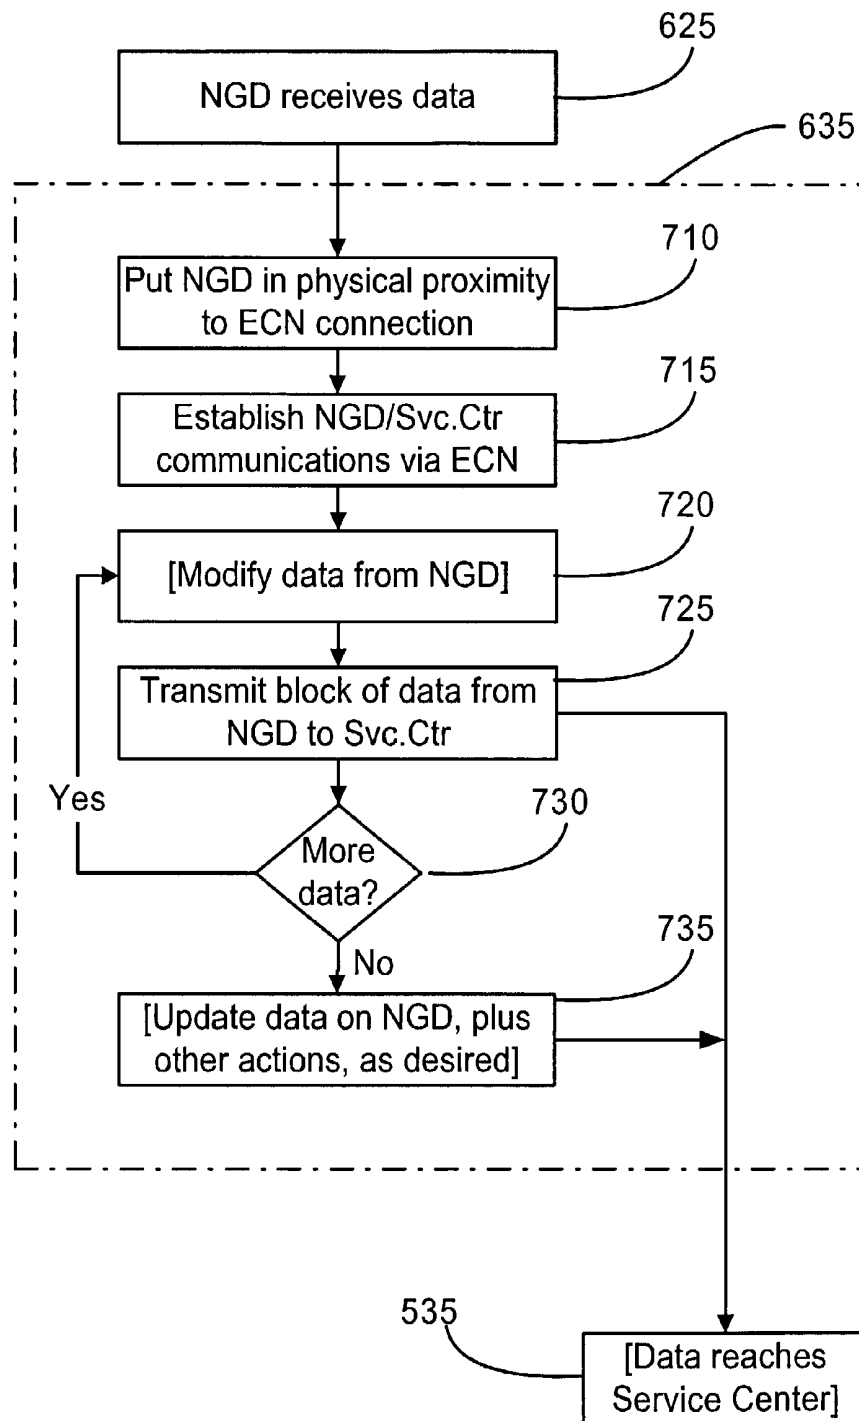 625
NGD receives data
635
710
Put NGD in physical proximity
to ECN connection
715
Establish NGD/Svc.Ctr
communications via ECN
720
[Modify data from NGD]
725
Transmit block of data from
NGD to Svc.Ctr
Yes
730
More
data?
735
No
[Update data on NGD, plus
other actions, as desired]
535
[Data reaches
Service Center]